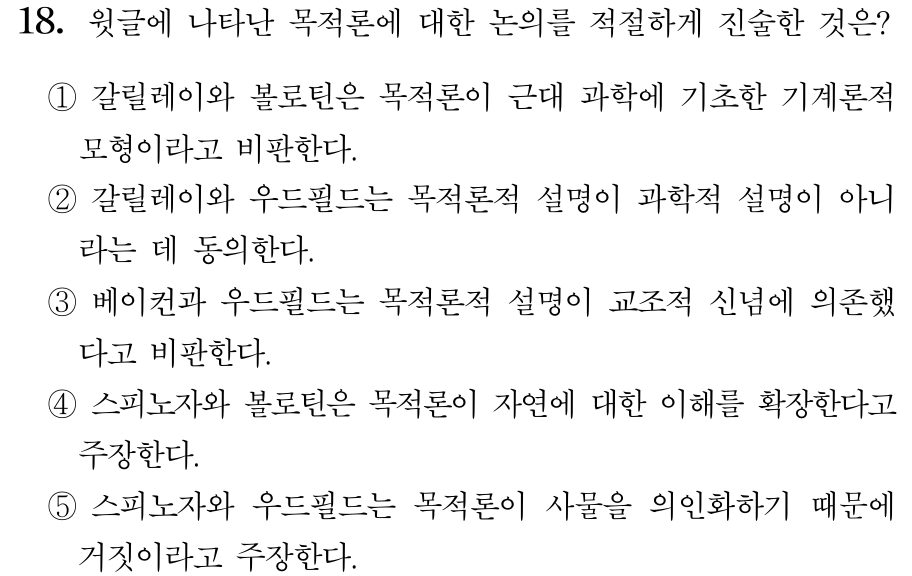 18. 윗글에 나타난 목적론에 대한 논의를 적절하게 진술한 것은?
① 갈릴레이와 볼로틴은 목적론이 근대 과학에 기초한 기계론적
모형이라고 비판한다.
② 갈릴레이와 우드필드는 목적론적 설명이 과학적 설명이 아니
라는 데 동의한다.
③ 베이컨과 우드필드는 목적론적 설명이 교조적 신념에 의존했
다고 비판한다.
④ 스피노자와 볼로틴은 목적론이 자연에 대한 이해를 확장한다고
주장한다.
⑤ 스피노자와 우드필드는 목적론이 사물을 의인화하기 때문에
거짓이라고 주장한다.